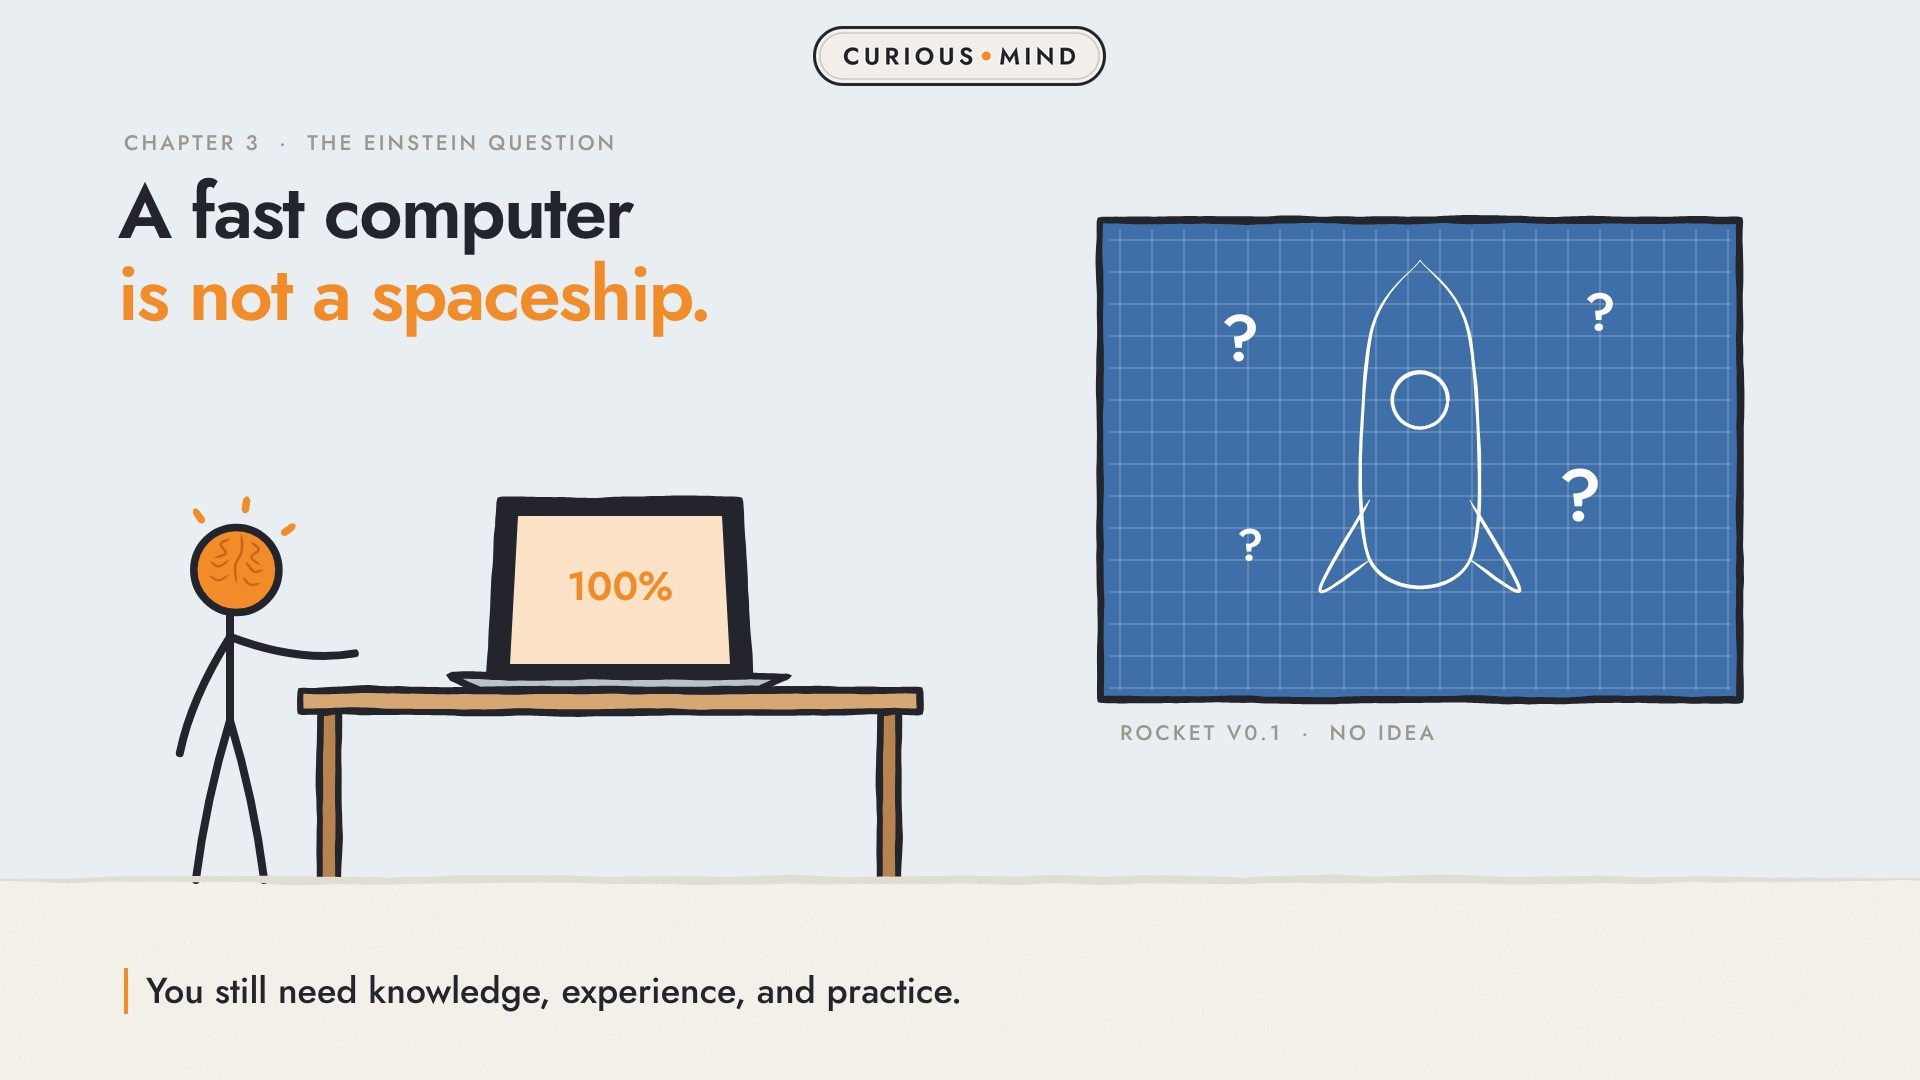 CURIOUS • MIND
CHAPTER 3 · THE EINSTEIN QUESTION
A fast computer
is not a spaceship.
?
?
?
?
100%
ROCKET V0.1 · NO IDEA
You still need knowledge, experience, and practice.